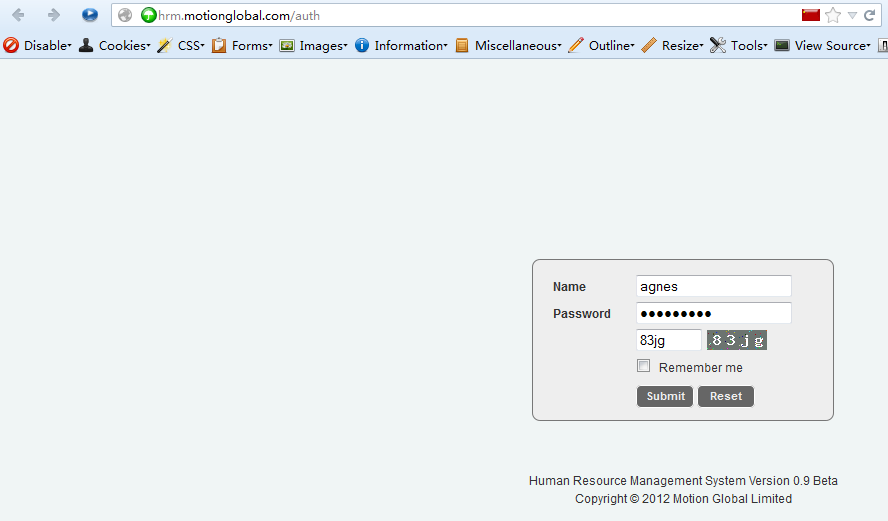 hrm.motionglobal.com/auth
Disable Cookies CSS Forms Images Information Miscellaneous Outline Resize Tools View Source
Name agnes
Password •••••••••
83jg 83jg
Remember me
Submit Reset
Human Resource Management System Version 0.9 Beta
Copyright © 2012 Motion Global Limited